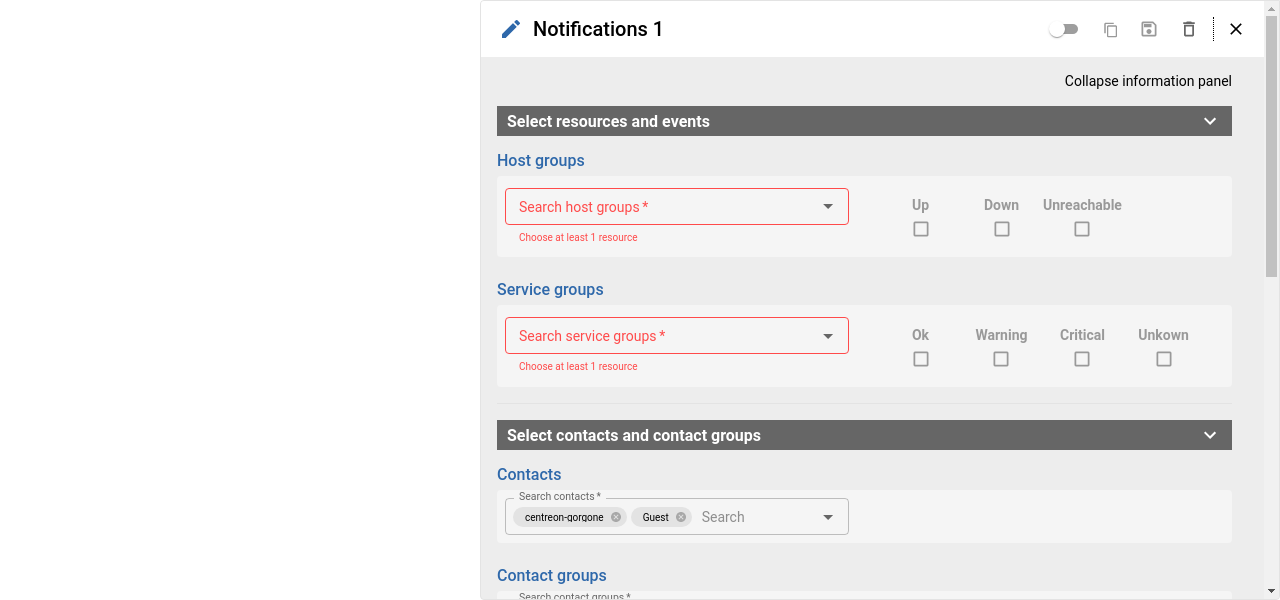 Notifications 1
Collapse information panel
Select resources and events
Host groups
Search host groups *
Choose at least 1 resource
Up
Down
Unreachable
Service groups
Search service groups *
Choose at least 1 resource
Ok
Warning
Critical
Unkown
Select contacts and contact groups
Contacts
Search contacts *
centreon-gorgone
Guest
Search
Contact groups
Search contact groups *